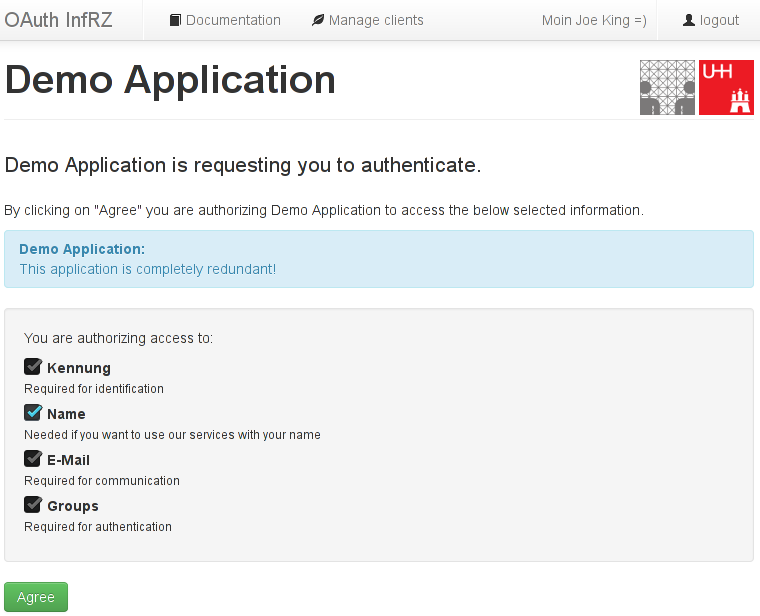 OAuth InfRZ Documentation Manage clients Moin Joe King =) logout
Demo Application
UHH
Demo Application is requesting you to authenticate.
By clicking on "Agree" you are authorizing Demo Application to access the below selected information.
Demo Application:
This application is completely redundant!
You are authorizing access to:
Kennung
Required for identification
Name
Needed if you want to use our services with your name
E-Mail
Required for communication
Groups
Required for authentication
Agree